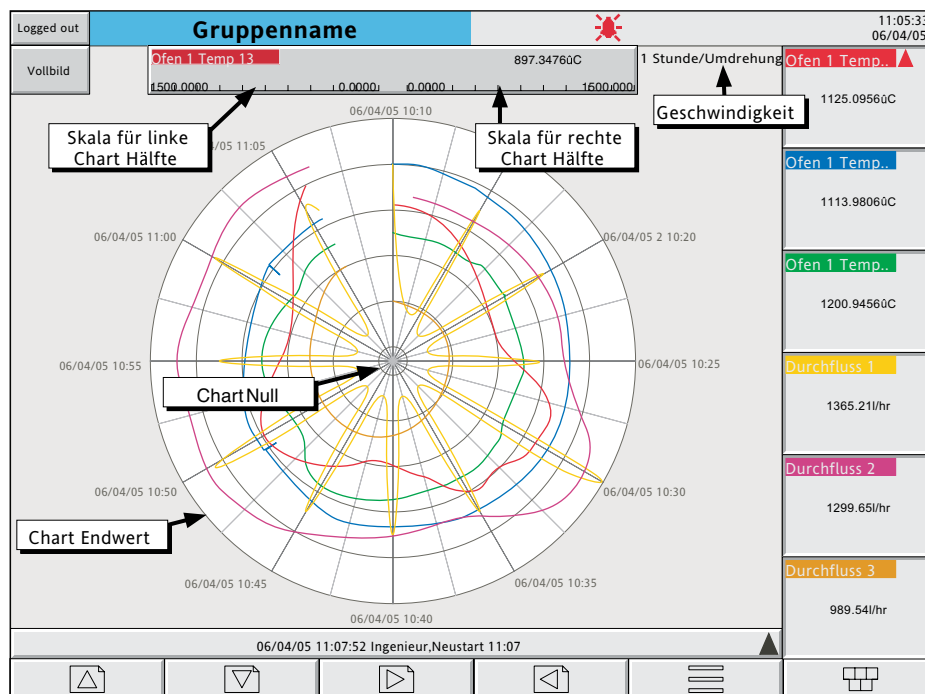 Logged out
Gruppenname
11:05:33
06/04/05
Vollbild
Ofen 1 Temp 13
897.3476ûC
1500.0000
0.0000
0.0000
1600.000
1 Stunde/Umdrehung
Geschwindigkeit
Skala für linke
Chart Hälfte
Skala für rechte
Chart Hälfte
06/04/05 10:10
/05 11:05
06/04/05 2 10:20
06/04/05 11:00
06/04/05 10:55
06/04/05 10:25
Chart Null
06/04/05 10:50
06/04/05 10:30
Chart Endwert
06/04/05 10:45
06/04/05 10:35
06/04/05 10:40
Ofen 1 Temp..
1125.0956ûC
Ofen 1 Temp..
1113.9806ûC
Ofen 1 Temp..
1200.9456ûC
Durchfluss 1
1365.21l/hr
Durchfluss 2
1299.65l/hr
Durchfluss 3
989.54l/hr
06/04/05 11:07:52 Ingenieur,Neustart 11:07